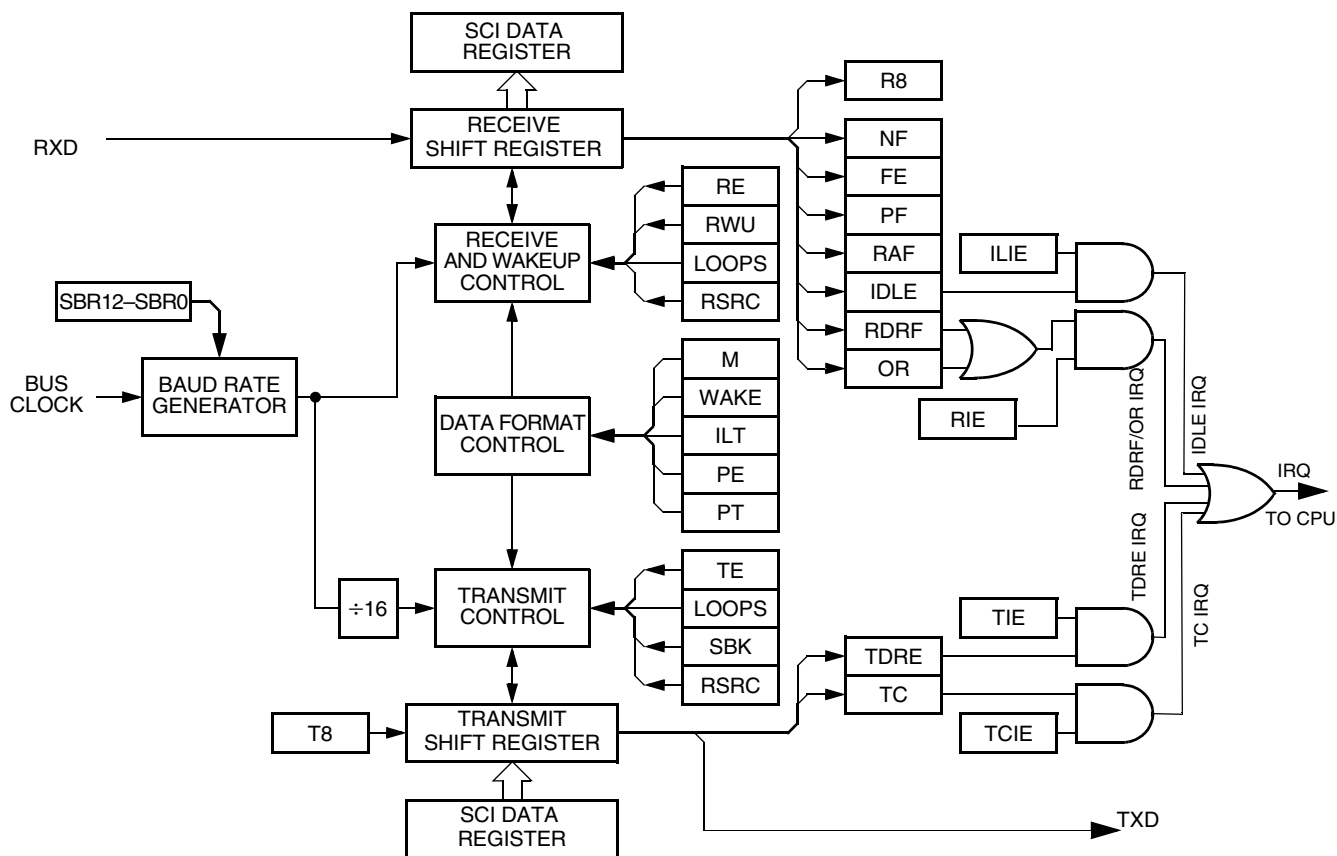 SCI DATA
REGISTER
R8
RXD
RECEIVE
SHIFT REGISTER
NF
FE
PF
RAF
IDLE
RDRF
OR
RE
RWU
LOOPS
RSRC
RECEIVE
AND WAKEUP
CONTROL
ILIE
RIE
SBR12–SBR0
BUS
CLOCK
BAUD RATE
GENERATOR
DATA FORMAT
CONTROL
M
WAKE
ILT
PE
PT
RDRF/OR IRQ
IDLE IRQ
TDRE IRQ
TC IRQ
IRQ
TO CPU
÷16
TRANSMIT
CONTROL
TE
LOOPS
SBK
RSRC
TIE
TDRE
TC
TCIE
T8
TRANSMIT
SHIFT REGISTER
SCI DATA
REGISTER
TXD